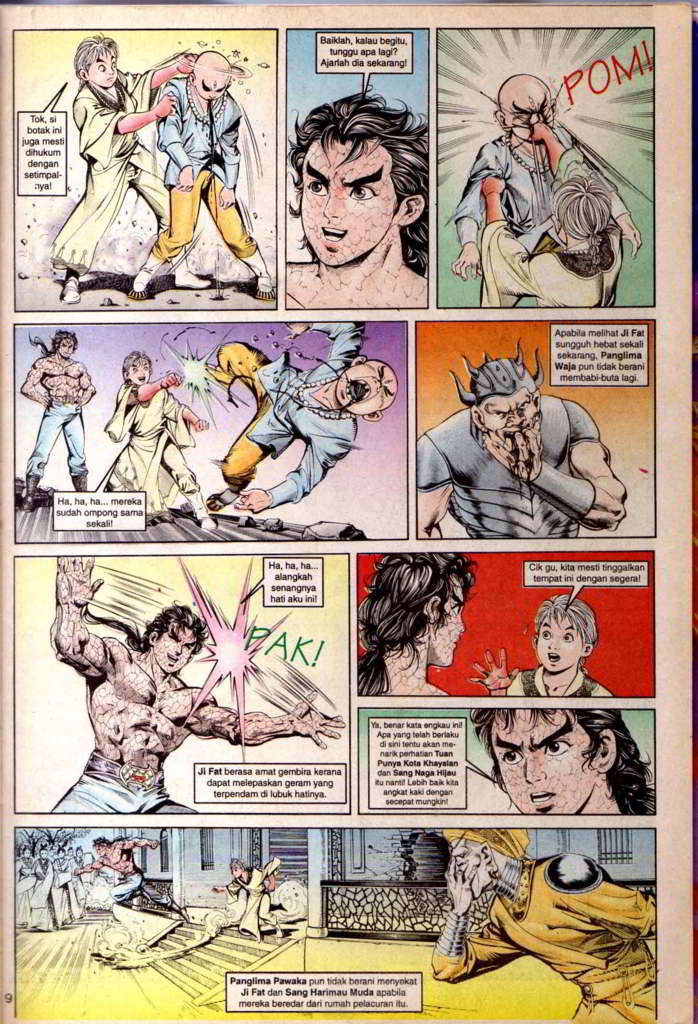 Tok, si
botak ini
juga mesti
dihukum
dengan
setimpal-
nya!
Baiklah, kalau begitu,
tunggu apa lagi?
Ajarlah dia sekarang!
POM!
Ha, ha, ha... mereka
sudah ompong sama
sekali!
Apabila melihat Ji Fat
sungguh hebat sekali
sekarang, Panglima
Waja pun tidak berani
membabi-buta lagi.
Ha, ha, ha...
alangkah
senangnya
hati aku ini!
PAK!
Ji Fat berasa amat gembira kerana
dapat melepaskan geram yang
terpendam di lubuk hatinya.
Cik gu, kita mesti tinggalkan
tempat ini dengan segera!
Ya, benar kata engkau ini!
Apa yang telah berlaku
di sini tentu akan me-
narik perhatian Tuan
Punya Kota Khayalan
dan Sang Naga Hijau
itu nanti! Lebih baik kita
angkat kaki dengan
secepat mungkin!
Panglima Pawaka pun tidak berani menyekat
Ji Fat dan Sang Harimau Muda apabila
mereka beredar dari rumah pelacuran itu.
9